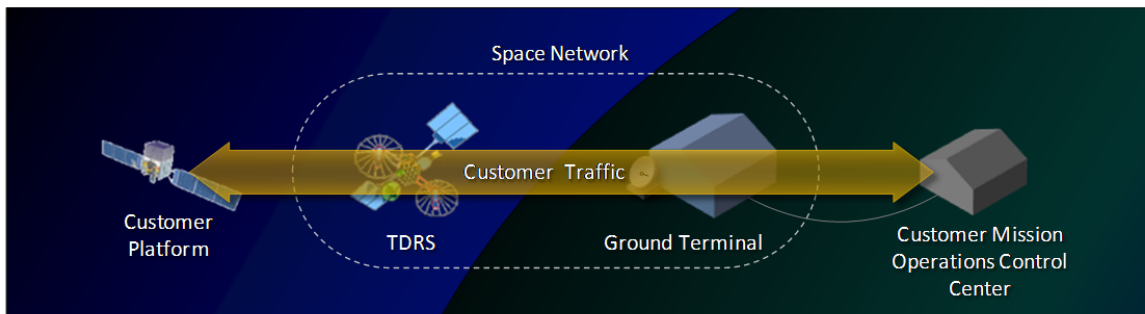 Space Network
Customer Traffic
Customer
Platform
TDRS
Ground Terminal
Customer Mission
Operations Control
Center